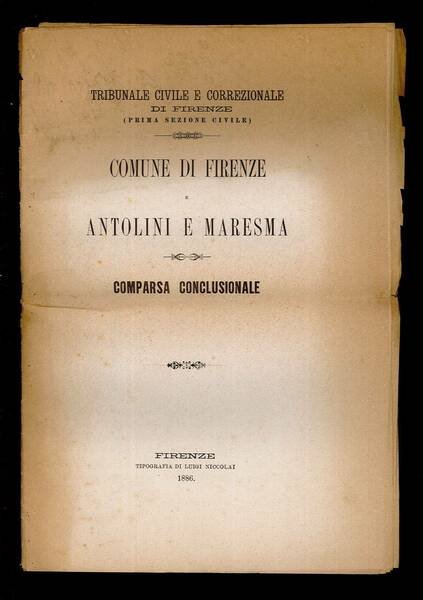 TRIBUNALE CIVILE E CORREZIONALE
DI FIRENZE
(PRIMA SEZIONE CIVILE)
COMUNE DI FIRENZE
E
ANTOLINI E MARESMA
COMPARSA CONCLUSIONALE
FIRENZE
TIPOGRAFIA DI LUIGI NICCOLAI
1886.